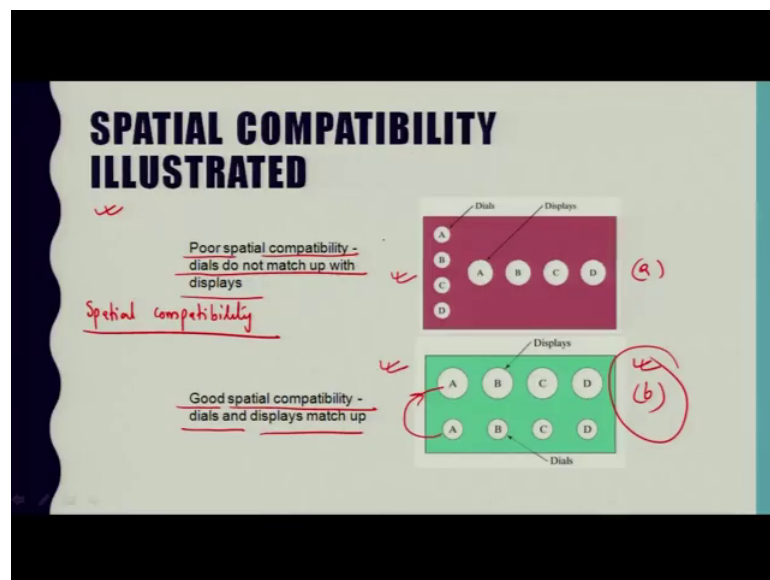 SPATIAL COMPATIBILITY
ILLUSTRATED
Poor spatial compatibility -
dials do not match up with
displays
Spatial compatibility
Dials
Displays
A
B
C
D
A B C D
(a)
Good spatial compatibility -
dials and displays match up
Displays
A B C D
A B C D
Dials
(b)